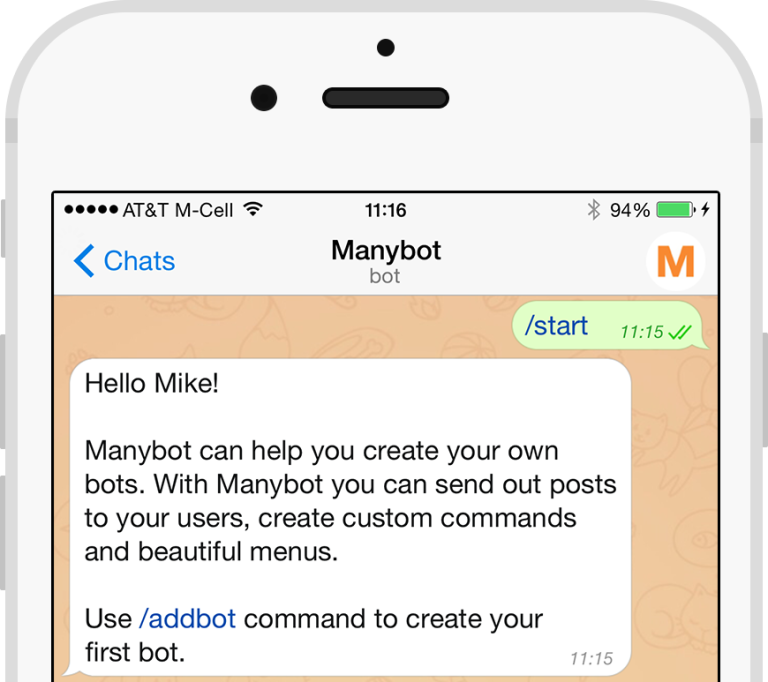 AT&T M-Cell 11:16 94%
Chats Manybot M
bot
/start 11:15
Hello Mike!
Manybot can help you create your own
bots. With Manybot you can send out posts
to your users, create custom commands
and beautiful menus.
Use /addbot command to create your
first bot. 11:15